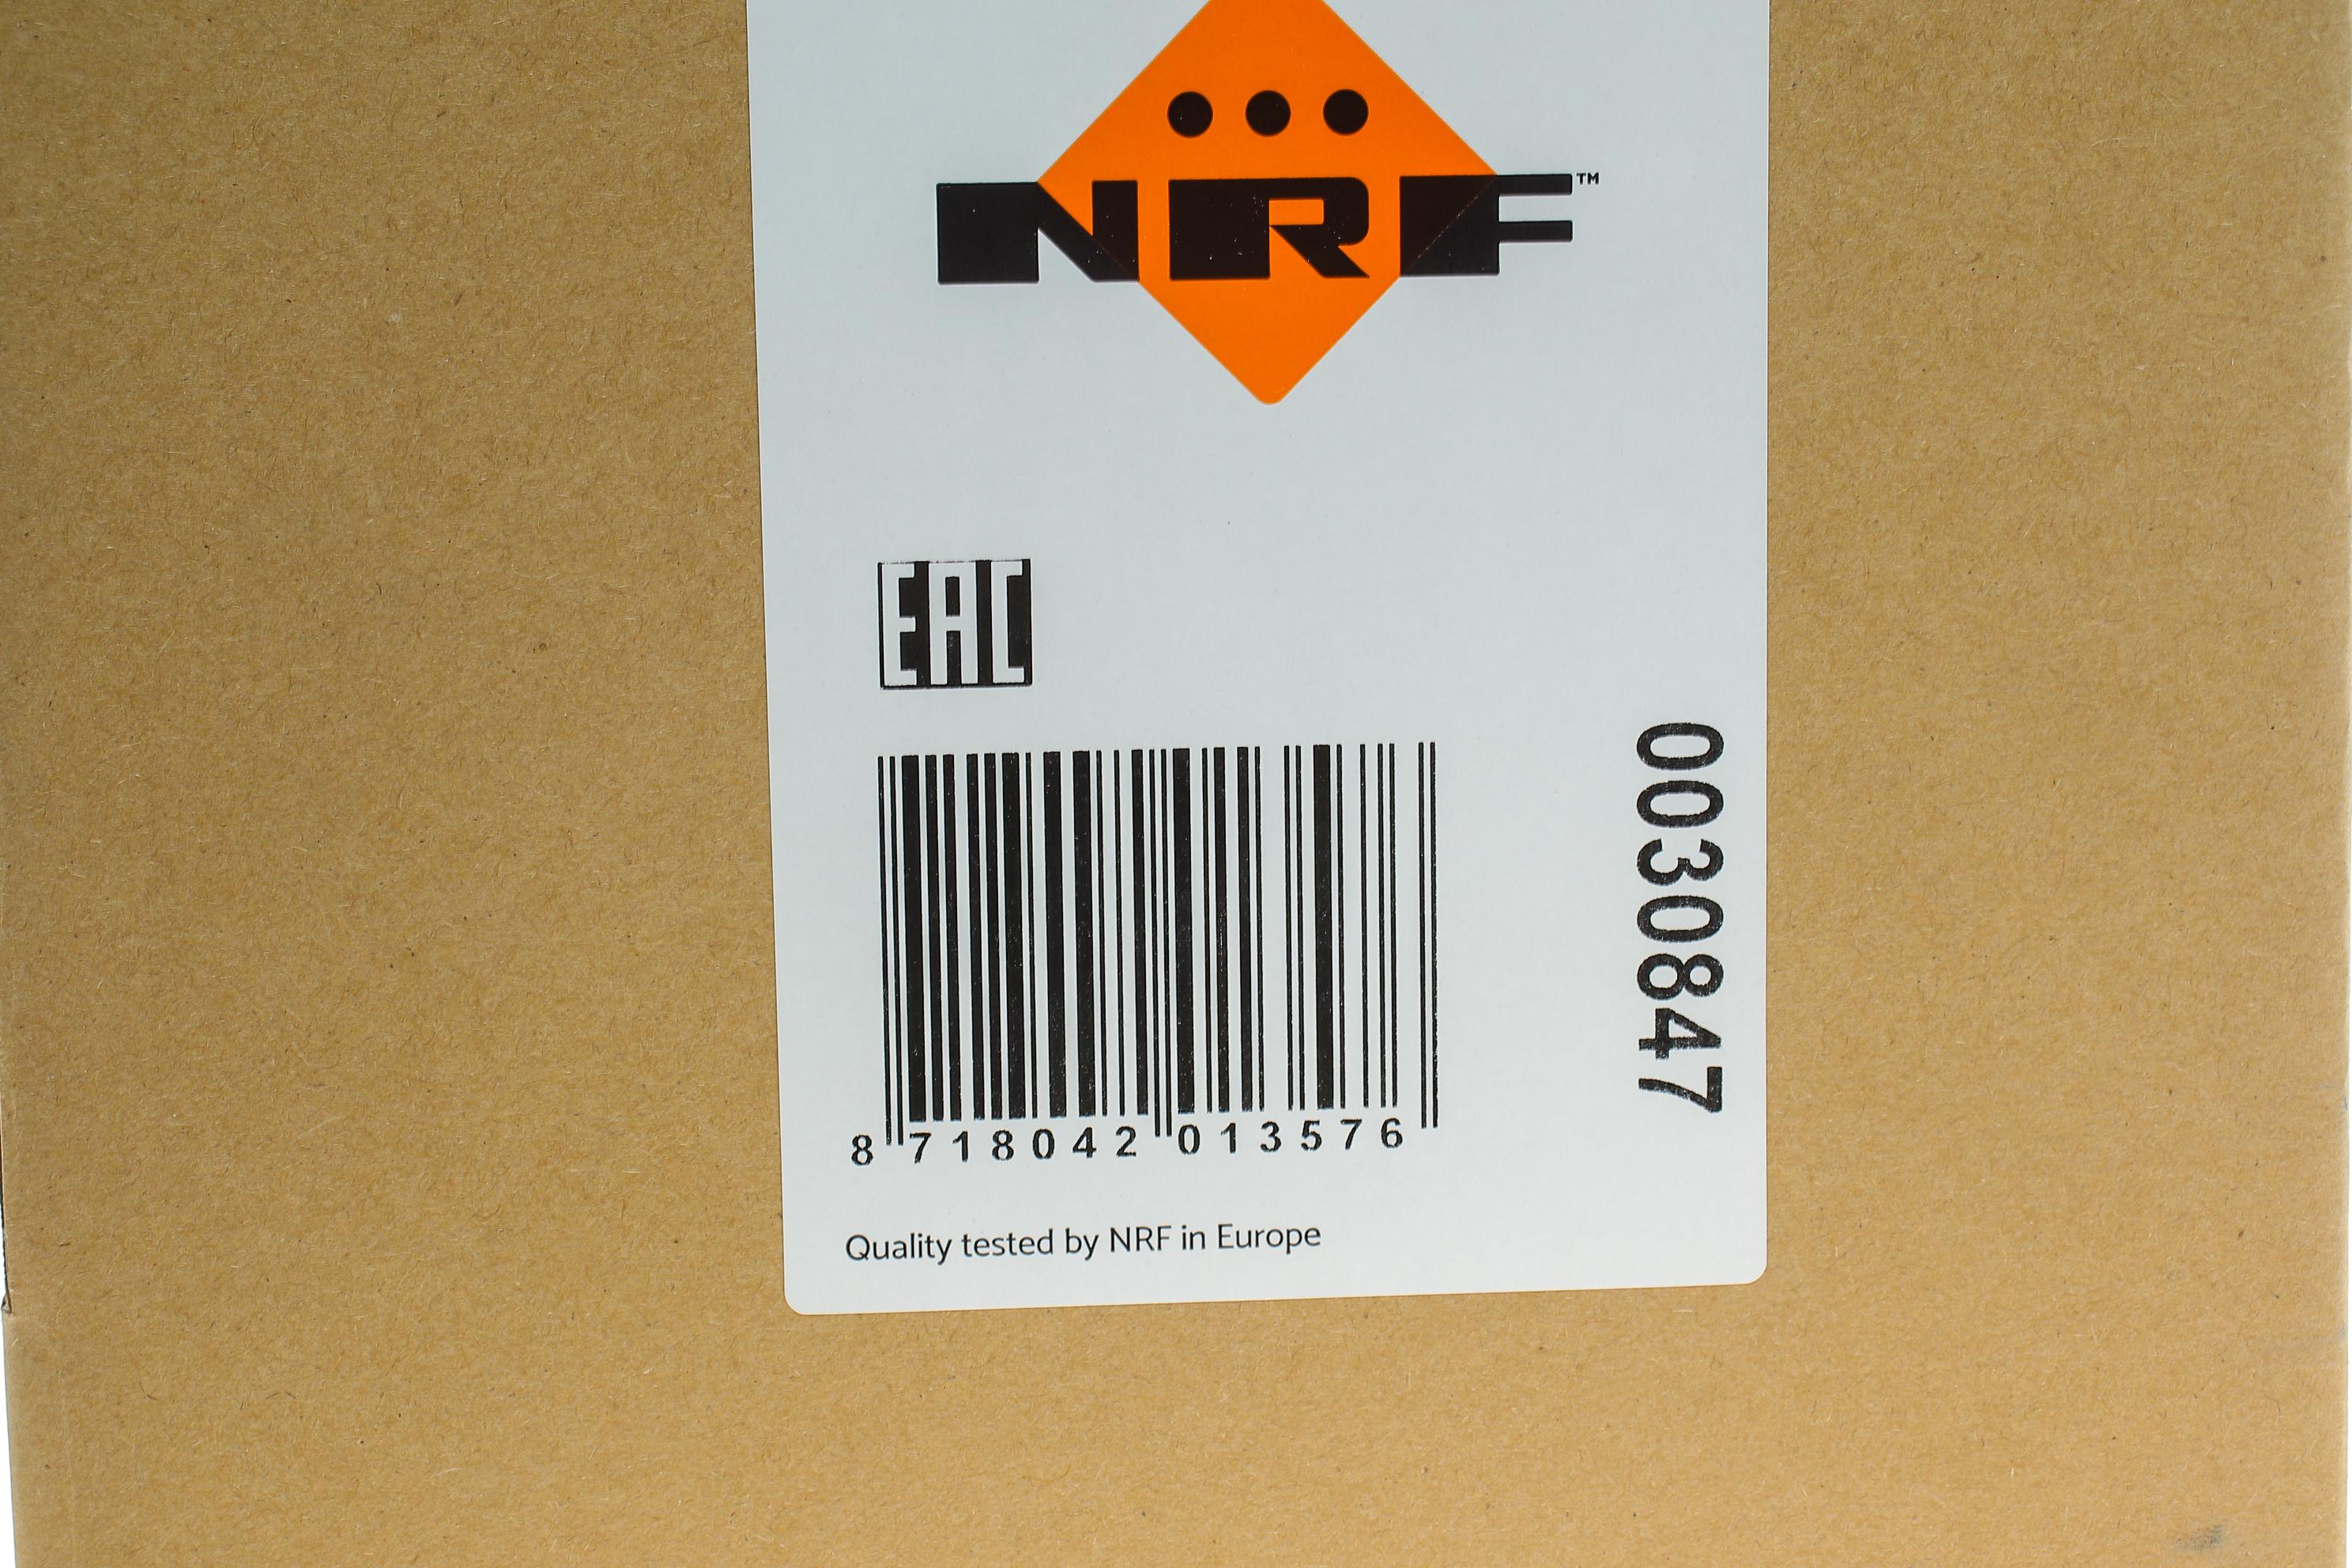 NRF™
EAC
8 718042 013576
0030847
Quality tested by NRF in Europe